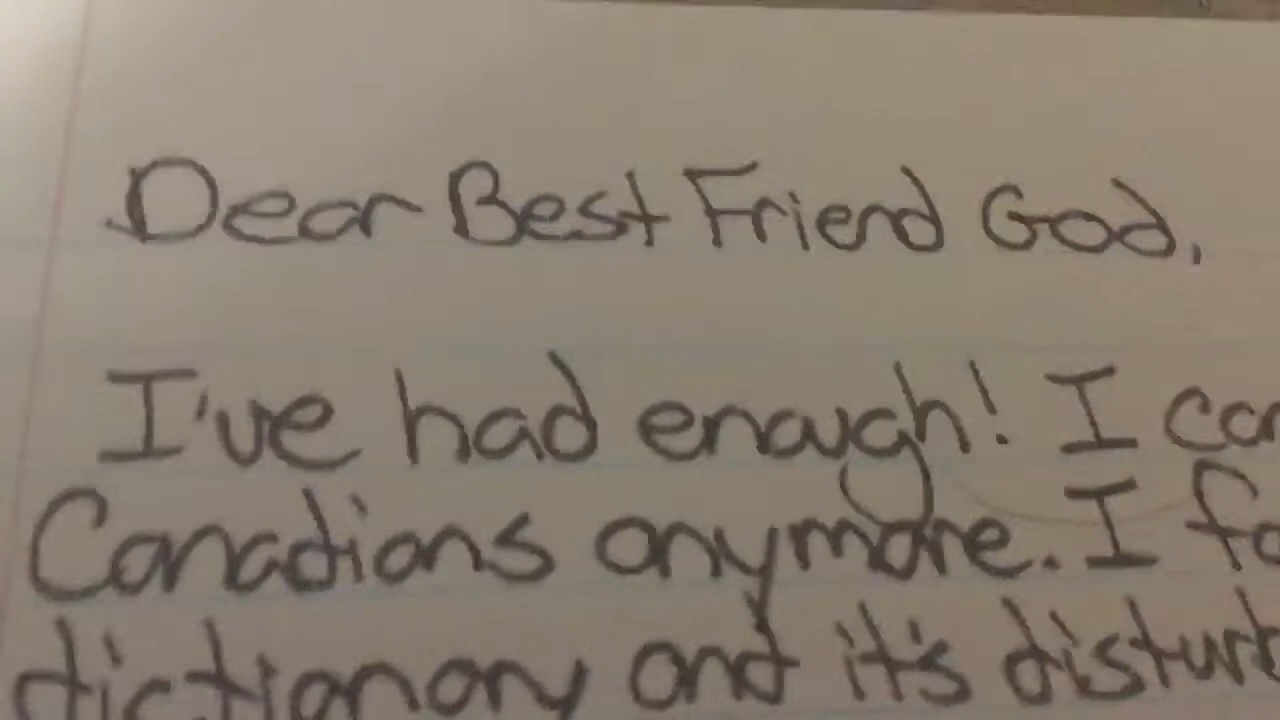 Dear Best Friend God,
I've had enough! I
Canadians anymore. I
dictionary and it's